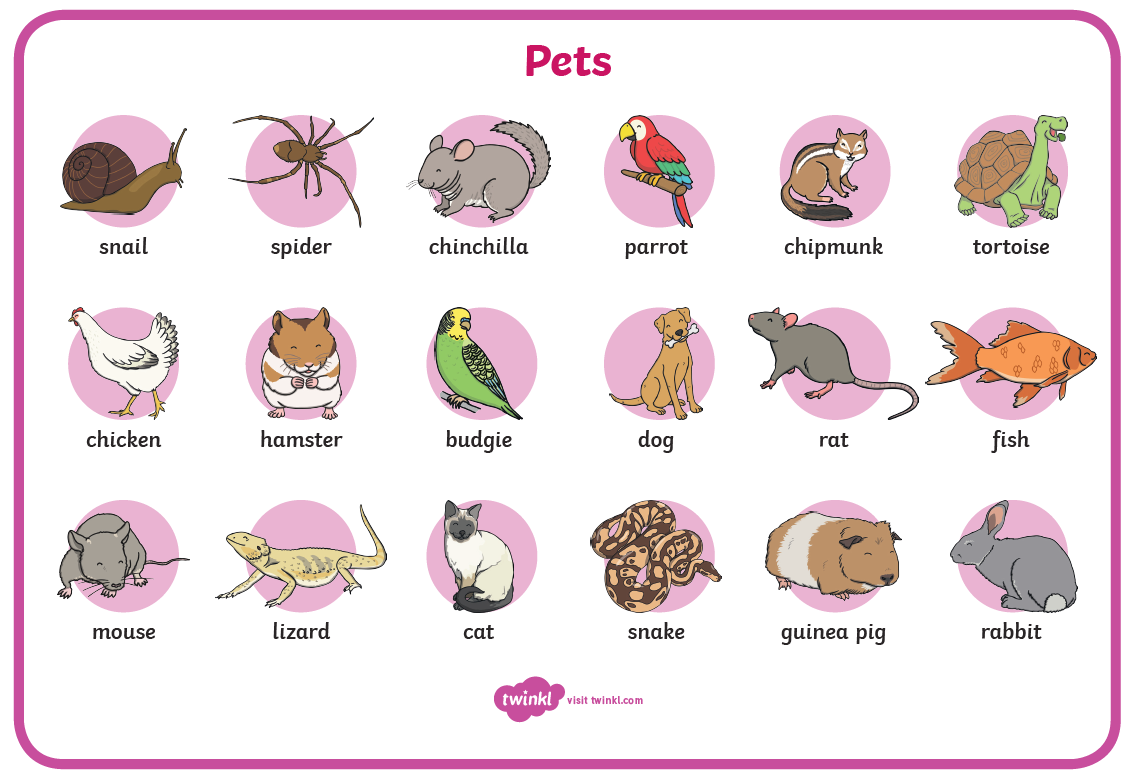 Pets
snail spider chinchilla parrot chipmunk tortoise
chicken hamster budgie dog rat fish
mouse lizard cat snake guinea pig rabbit
twinkl visit twinkl.com